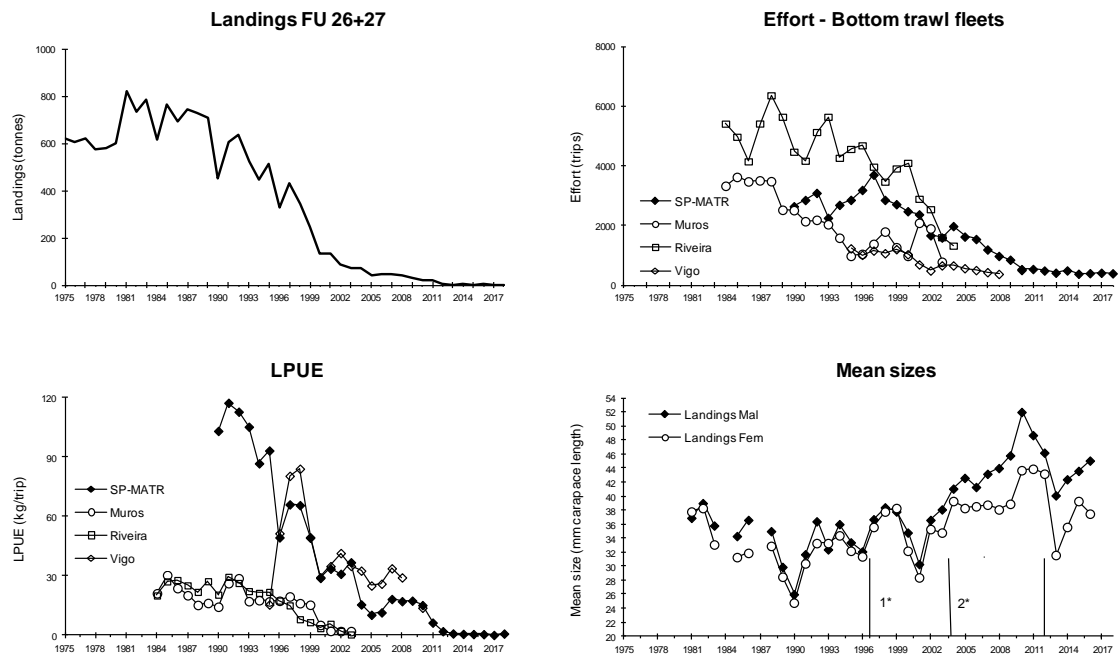 Landings FU 26+27
Landings (tonnes)
1000
800
600
400
200
0
1975 1978 1981 1984 1987 1990 1993 1996 1999 2002 2005 2008 2011 2014 2017
Effort - Bottom trawl fleets
Effort (trips)
8000
6000
4000
2000
0
SP-MATR
Muros
Riveira
Vigo
1975 1978 1981 1984 1987 1990 1993 1996 1999 2002 2005 2008 2011 2014 2017
LPUE
LPUE (kg/trip)
120
90
60
30
0
SP-MATR
Muros
Riveira
Vigo
1975 1978 1981 1984 1987 1990 1993 1996 1999 2002 2005 2008 2011 2014 2017
Mean sizes
Mean size (mm carapace length)
54
52
50
48
46
44
42
40
38
36
34
32
30
28
26
24
22
20
Landings Mal
Landings Fem
1*
2*
1975 1978 1981 1984 1987 1990 1993 1996 1999 2002 2005 2008 2011 2014 2017